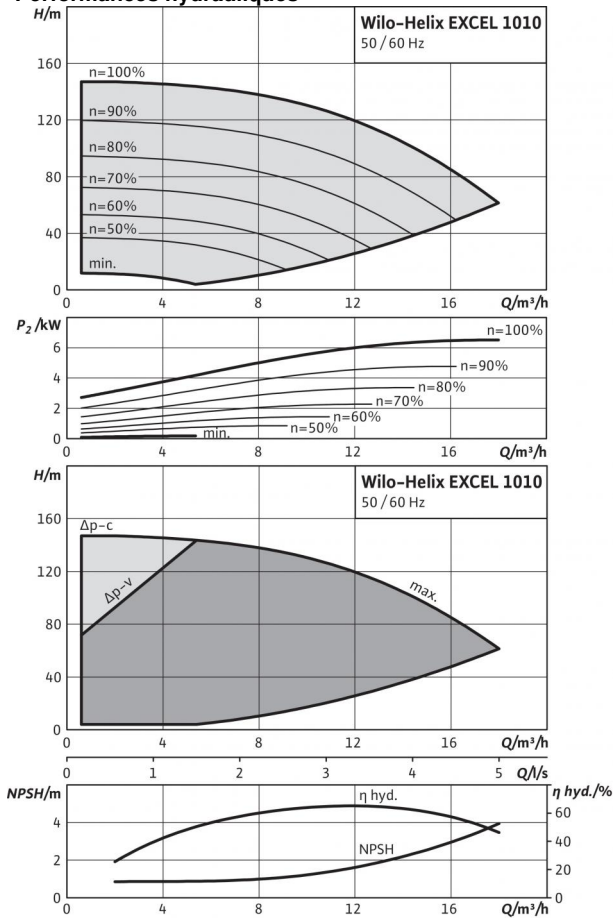 Performances hydrauliques
H/m
Wilo-Helix EXCEL 1010
50 / 60 Hz
160
n=100%
120
n=90%
n=80%
80
n=70%
n=60%
40
n=50%
min.
0
0 4 8 12 16 Q/m³/h
P₂ /kW
n=100%
6
n=90%
4
n=80%
2
n=70%
n=60%
n=50%
min.
0
0 4 8 12 16 Q/m³/h
H/m
Wilo-Helix EXCEL 1010
50 / 60 Hz
160
Δp-c
120
Δp-v
max.
80
40
0
0 4 8 12 16 Q/m³/h
0 1 2 3 4 5 Q/l/s
NPSH/m
η hyd./%
η hyd.
60
4
40
NPSH
2
20
0
0
0 4 8 12 16 Q/m³/h